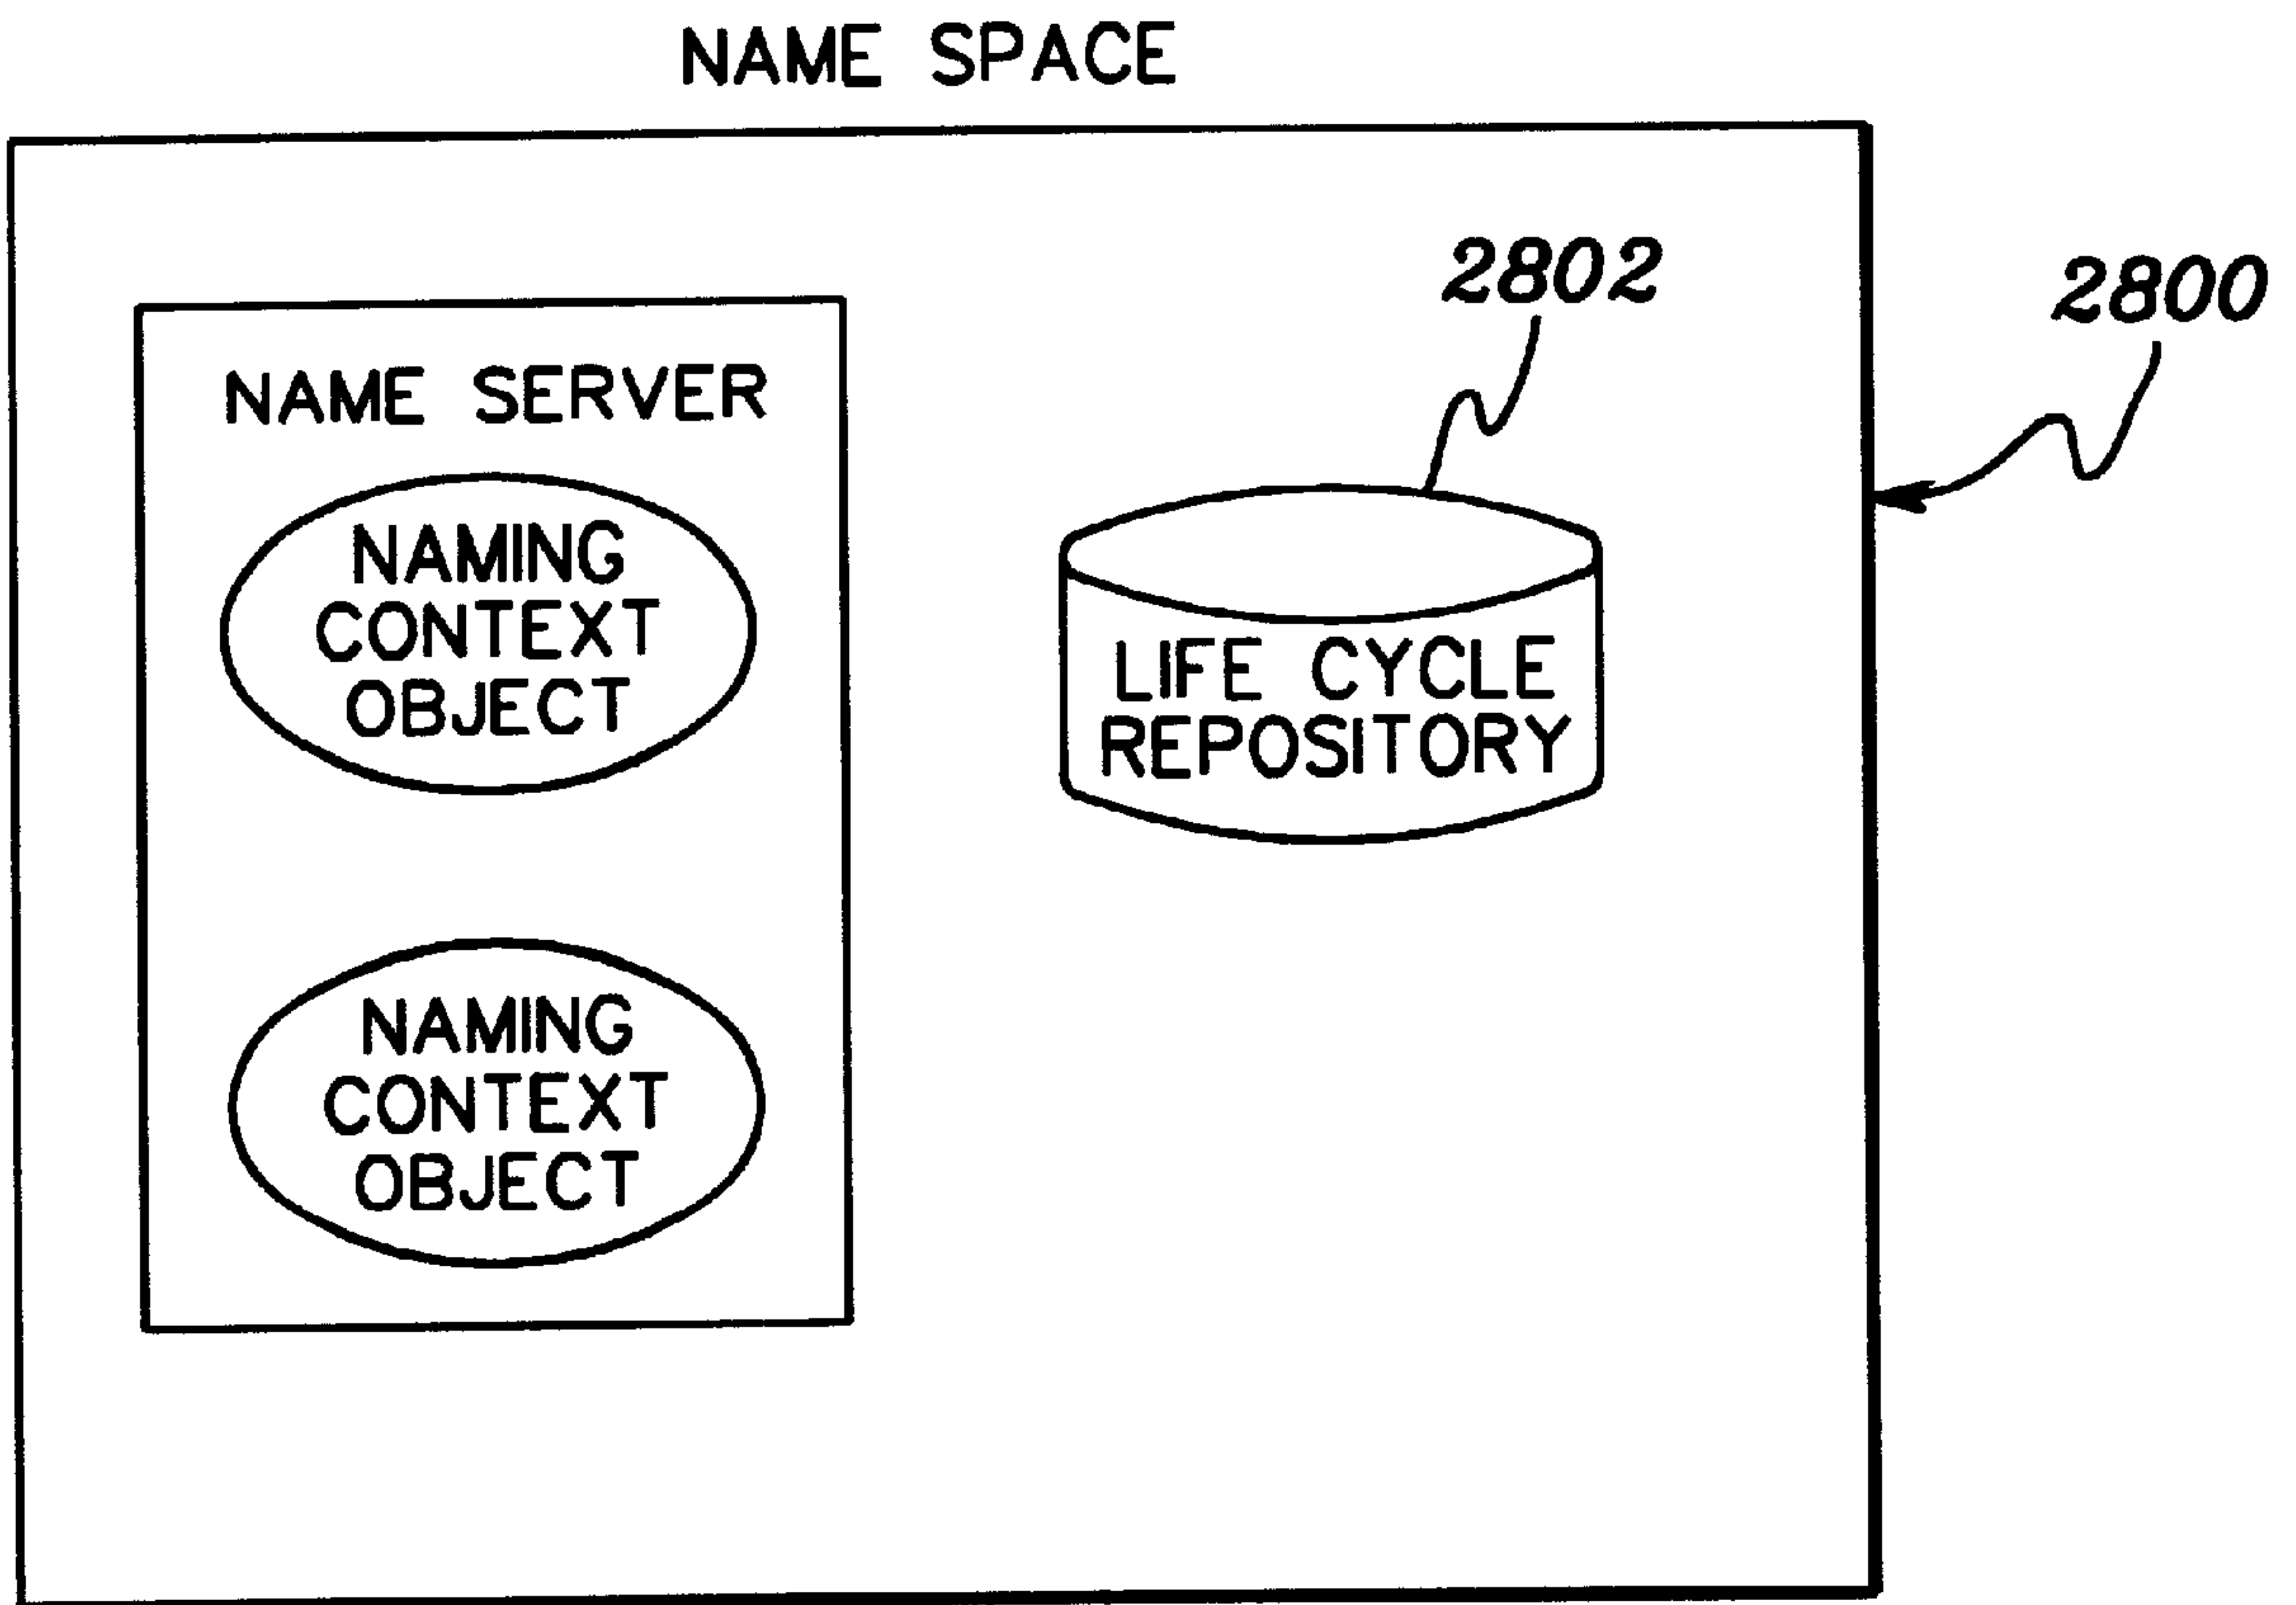 NAME SPACE
2802
2800
NAME SERVER
NAMING
CONTEXT
OBJECT
LIFE CYCLE
REPOSITORY
NAMING
CONTEXT
OBJECT